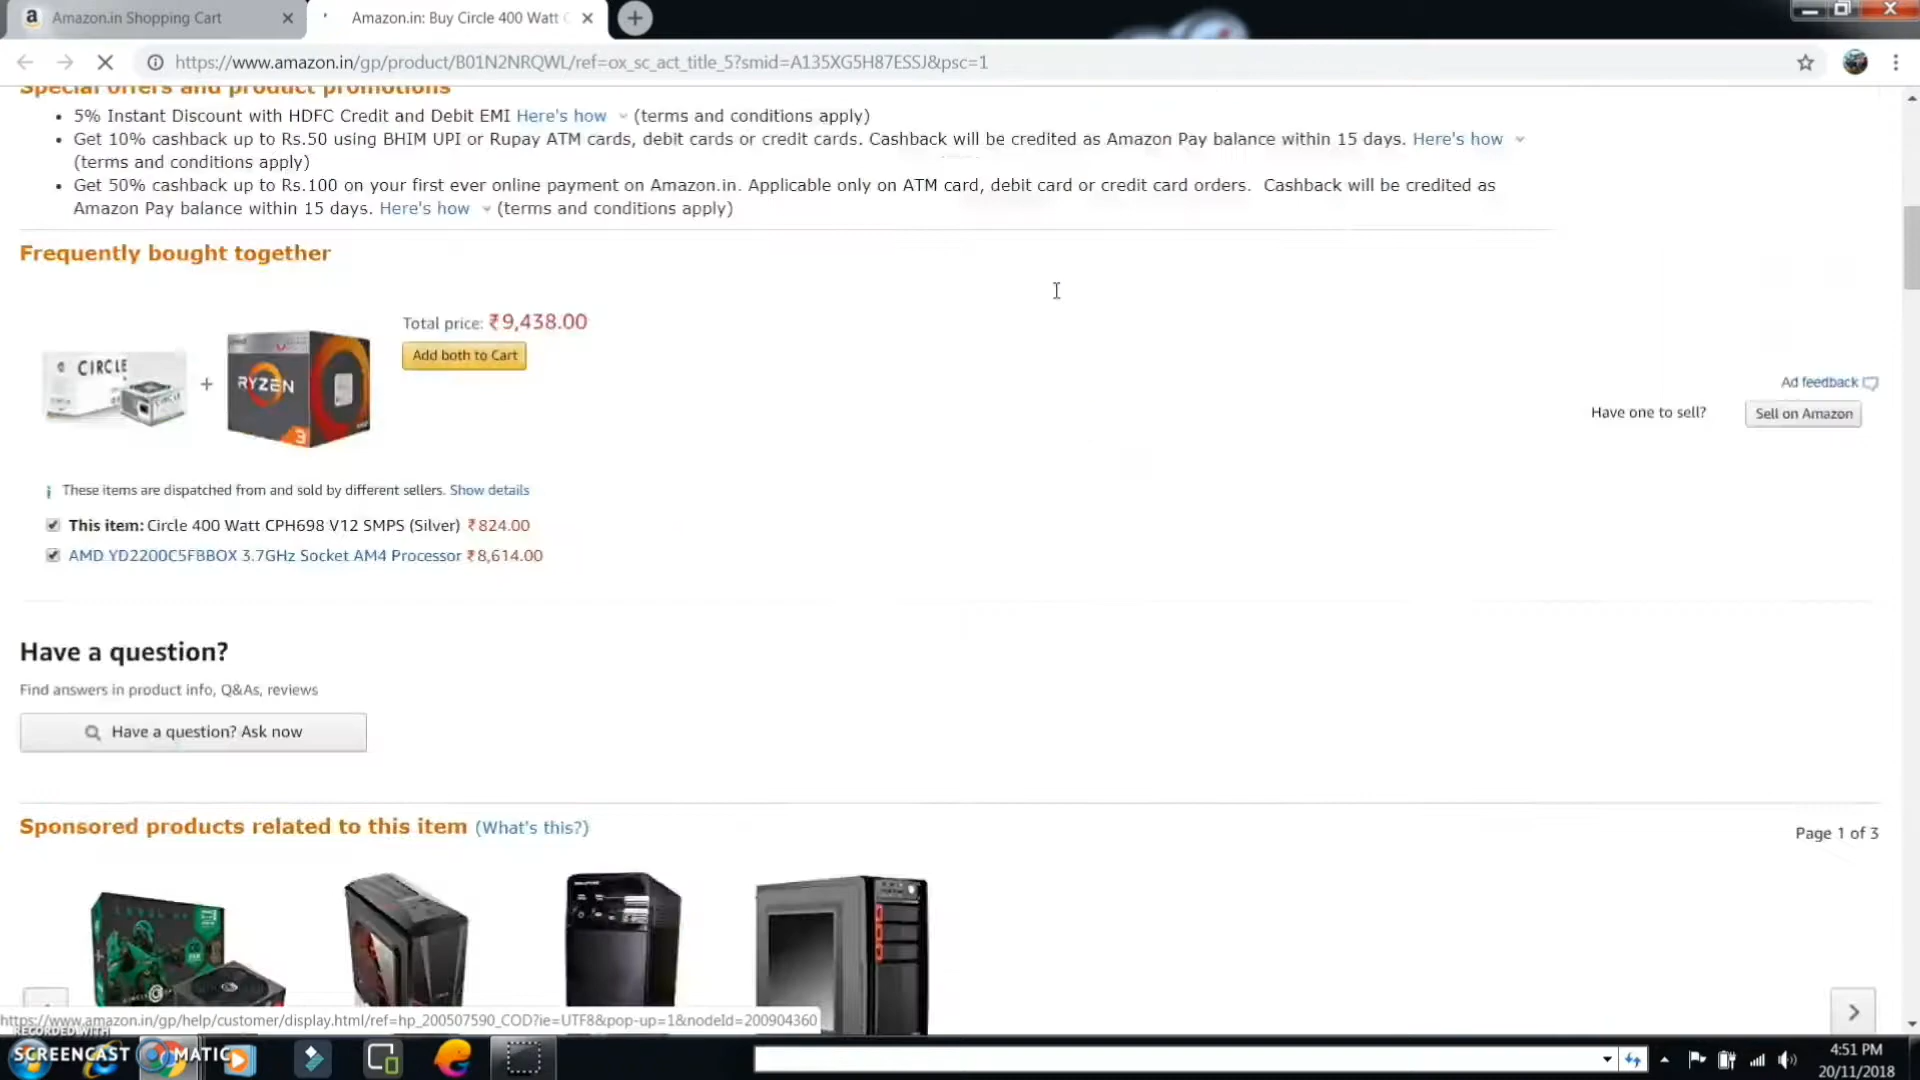 Amazon.in Shopping Cart
Amazon.in: Buy Circle 400 Watt
https://www.amazon.in/gp/product/B01N2NRQWL/ref=ox_sc_act_title_5?smid=A135XG5H87ESSJ&psc=1
Special offers and product promotions
5% Instant Discount with HDFC Credit and Debit EMI Here's how (terms and conditions apply)
Get 10% cashback up to Rs.50 using BHIM UPI or Rupay ATM cards, debit cards or credit cards. Cashback will be credited as Amazon Pay balance within 15 days. Here's how
(terms and conditions apply)
Get 50% cashback up to Rs.100 on your first ever online payment on Amazon.in. Applicable only on ATM card, debit card or credit card orders. Cashback will be credited as
Amazon Pay balance within 15 days. Here's how (terms and conditions apply)
Frequently bought together
Total price: ₹9,438.00
Add both to Cart
CIRCLE
+
RYZEN
3
Ad feedback
Have one to sell?
Sell on Amazon
These items are dispatched from and sold by different sellers. Show details
This item: Circle 400 Watt CPH698 V12 SMPS (Silver) ₹824.00
AMD YD2200C5FBBOX 3.7GHz Socket AM4 Processor ₹8,614.00
Have a question?
Find answers in product info, Q&As, reviews
Have a question? Ask now
Sponsored products related to this item (What's this?)
Page 1 of 3
https://www.amazon.in/gp/help/customer/display.html/ref=hp_200507590_COD?ie=UTF8&pop-up=1&nodeId=200904360
RECORDED WITH
SCREENCAST MATIC
4:51 PM
20/11/2018